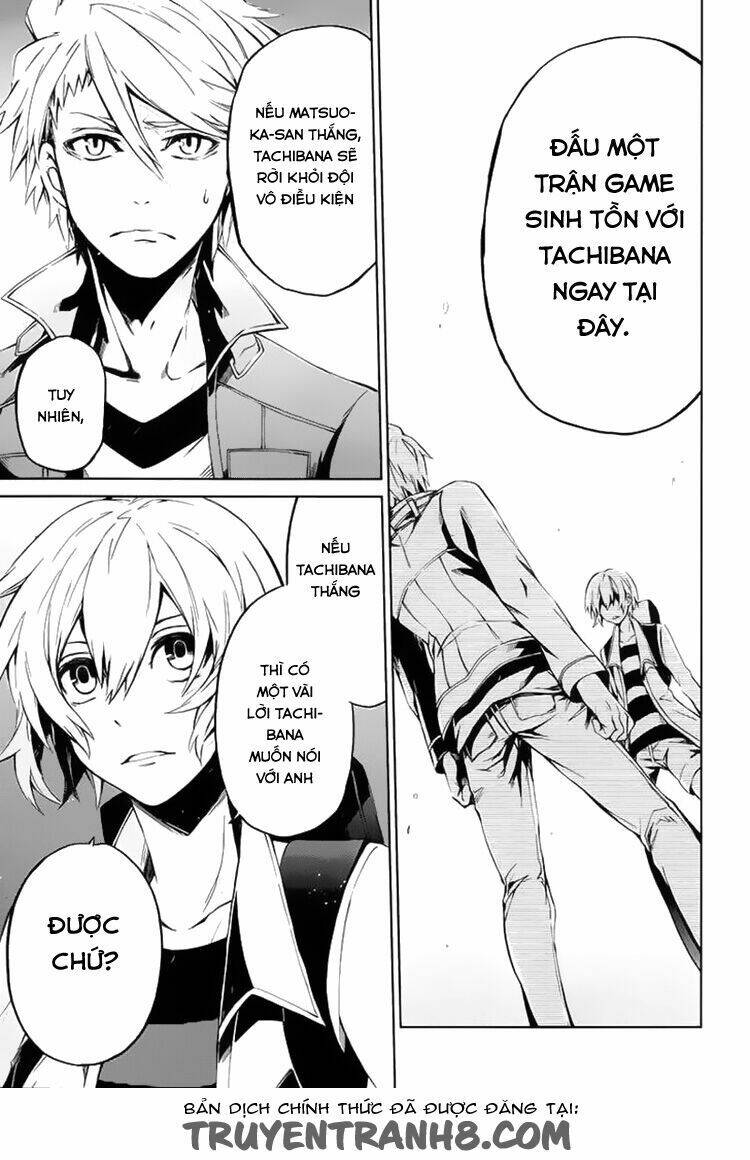 ĐẤU MỘT
TRẬN GAME
SINH TỒN VỚI
TACHIBANA
NGAY TẠI
ĐÂY.
NẾU MATSUO-
KA-SAN THẮNG,
TACHIBANA SẼ
RỜI KHỎI ĐỘI
VÔ ĐIỀU KIỆN
TUY
NHIÊN,
NẾU
TACHIBANA
THẮNG
THÌ CÓ
MỘT VÀI
LỜI TACHI-
BANA
MUỐN NÓI
VỚI ANH
ĐƯỢC
CHỨ?
BẢN DỊCH CHÍNH THỨC ĐÃ ĐƯỢC ĐĂNG TẠI:
TRUYENTRANH8.COM